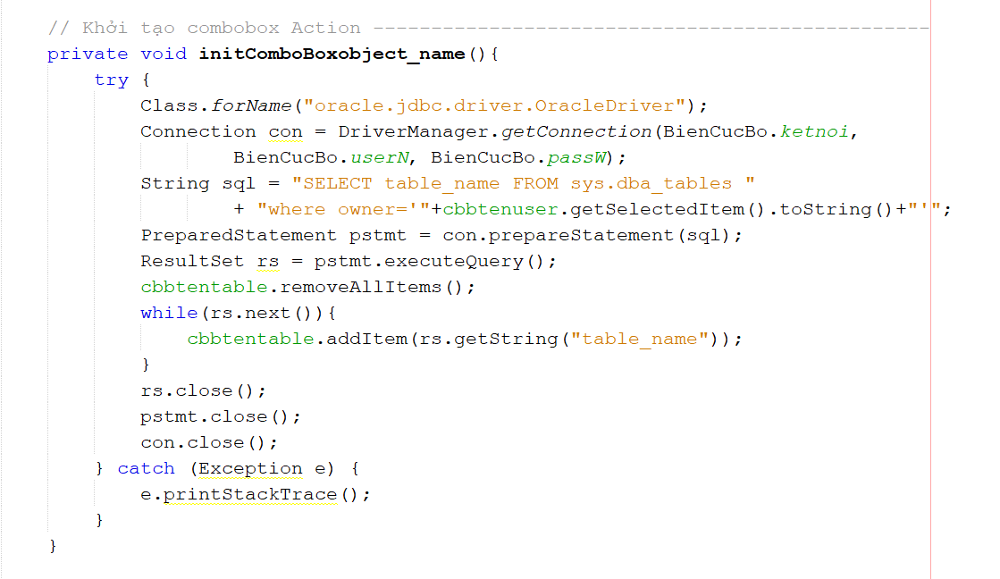 // Khởi tạo combobox Action ------------------------------------------------
private void initComboBoxobject_name(){
try {
Class.forName("oracle.jdbc.driver.OracleDriver");
Connection con = DriverManager.getConnection(BienCucBo.ketnoi,
BienCucBo.userN, BienCucBo.passW);
String sql = "SELECT table_name FROM sys.dba_tables "
+ "where owner='"+cbbtenuser.getSelectedItem().toString()+"'";
PreparedStatement pstmt = con.prepareStatement(sql);
ResultSet rs = pstmt.executeQuery();
cbbtentable.removeAllItems();
while(rs.next()){
cbbtentable.addItem(rs.getString("table_name"));
}
rs.close();
pstmt.close();
con.close();
} catch (Exception e) {
e.printStackTrace();
}
}